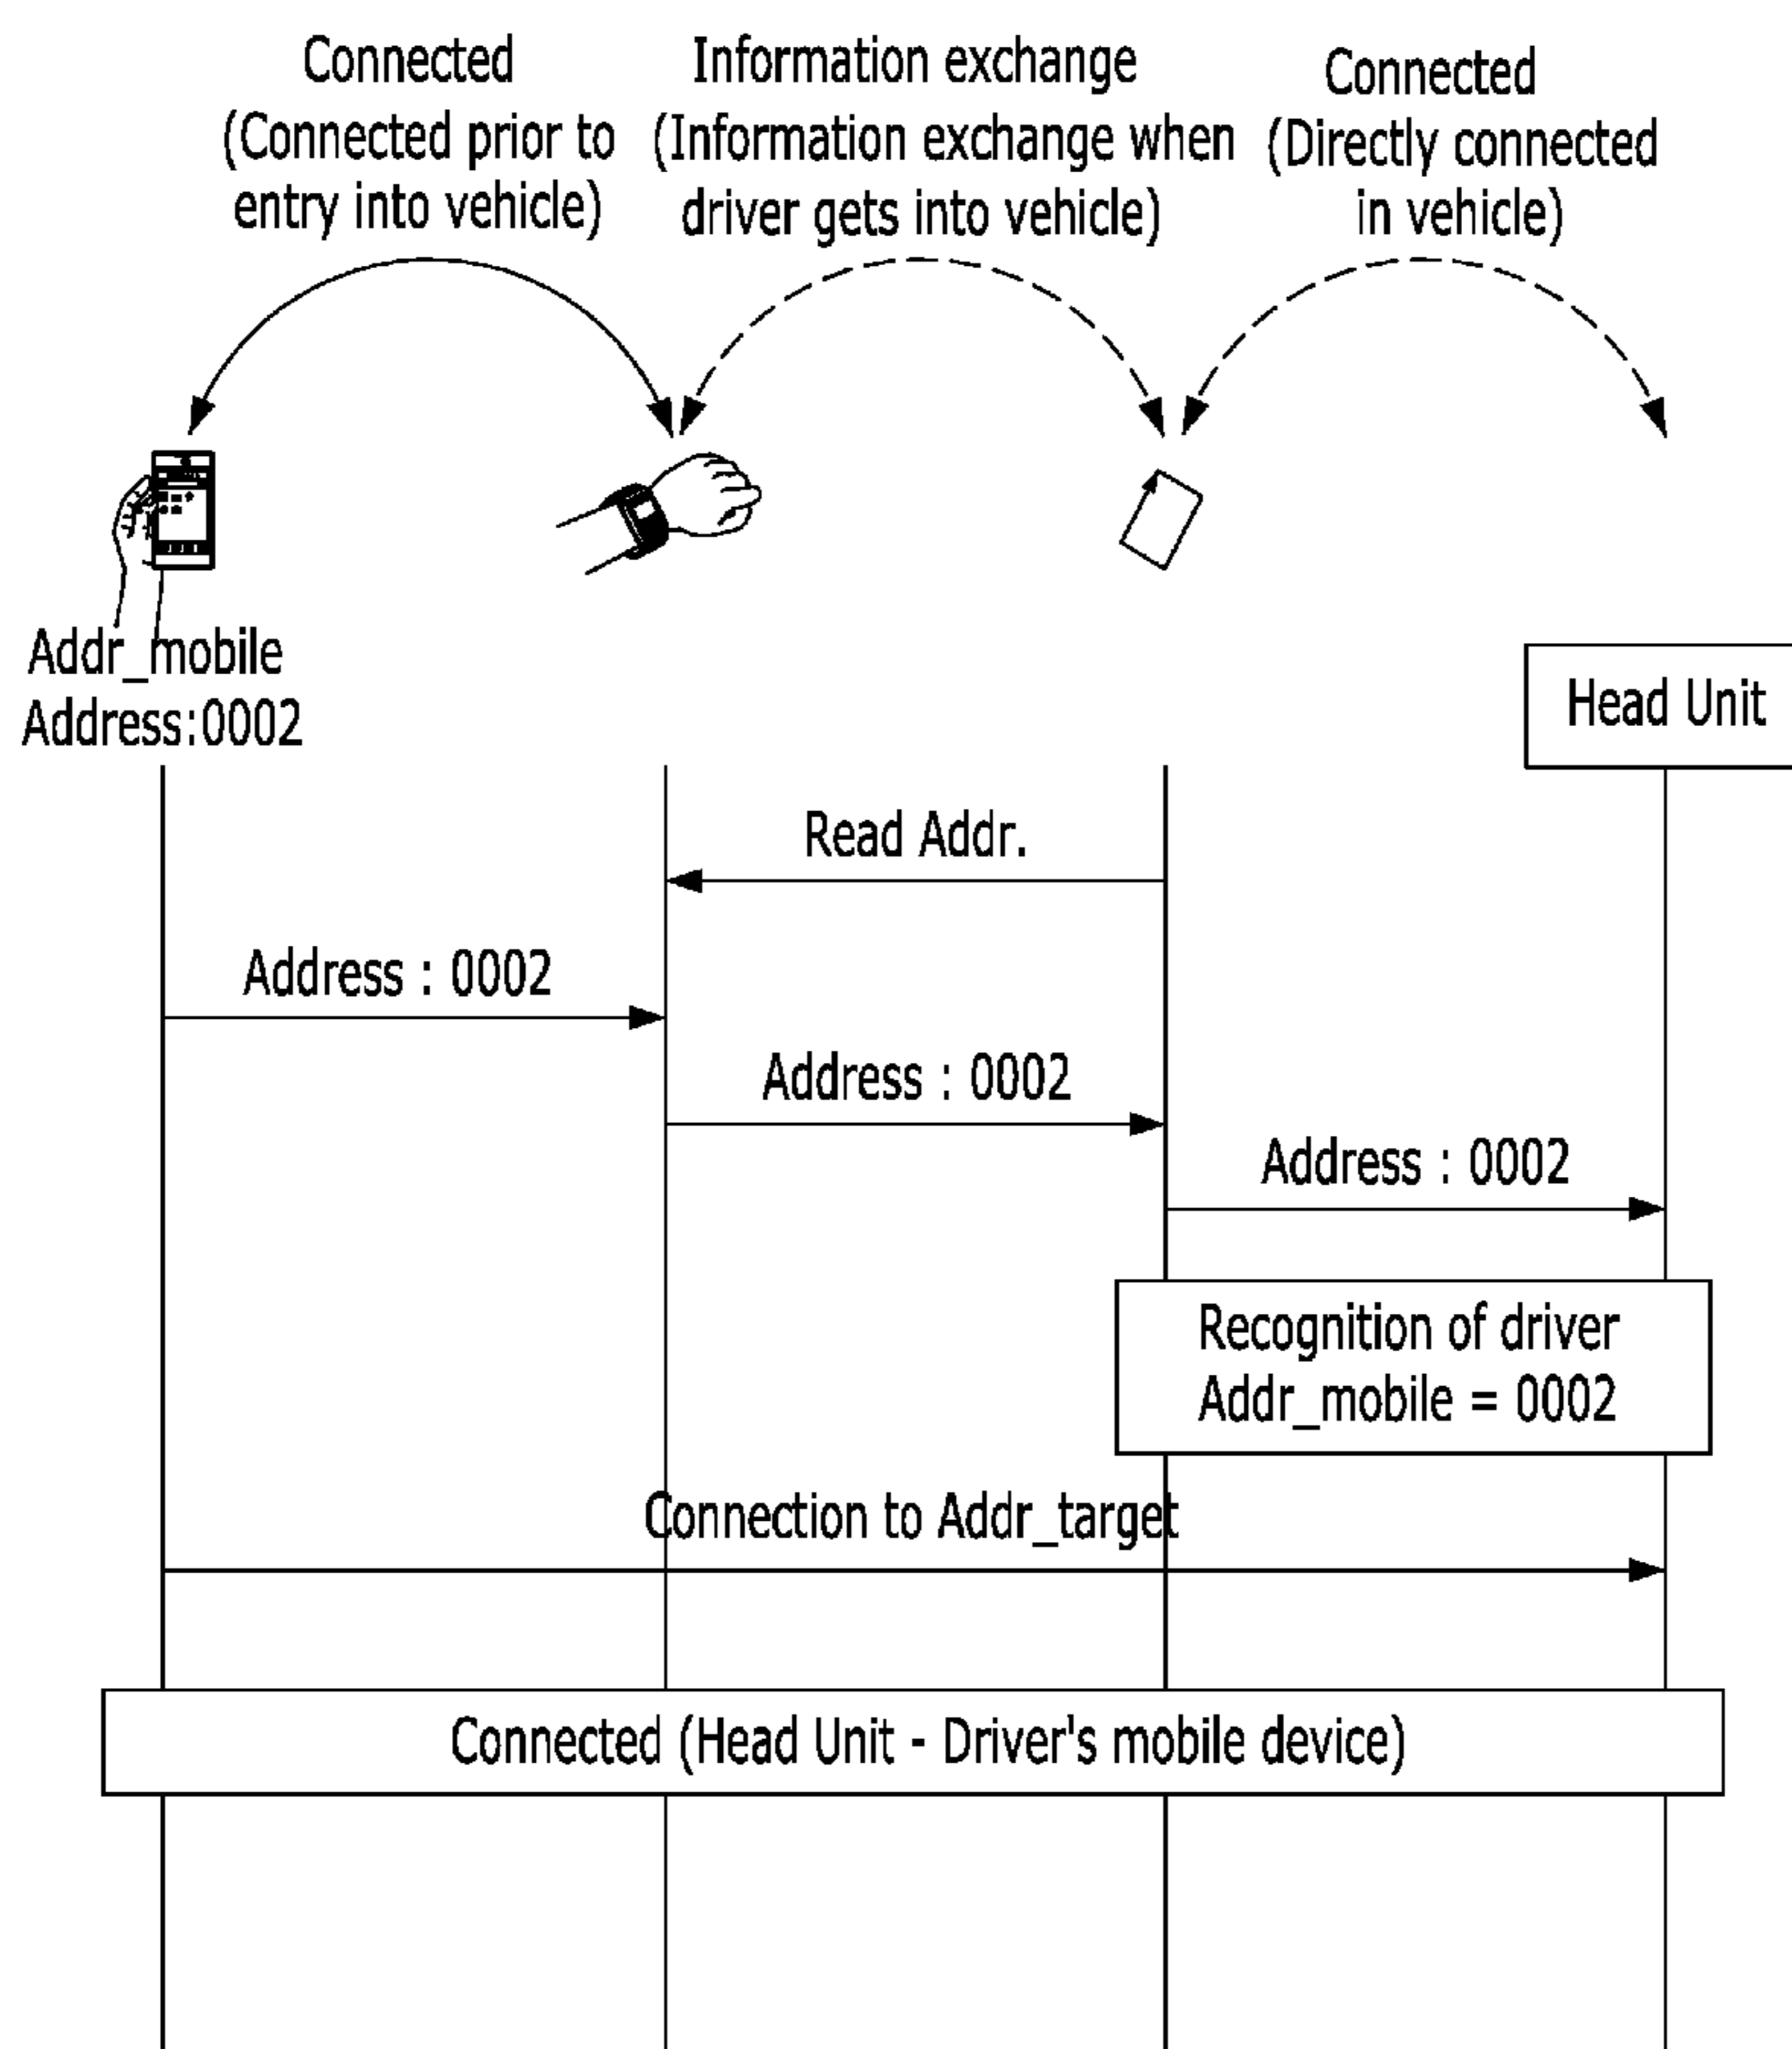 Connected
(Connected prior to
entry into vehicle)
Information exchange
(Information exchange when
driver gets into vehicle)
Connected
(Directly connected
in vehicle)
Addr_mobile
Address:0002
Head Unit
Read Addr.
Address : 0002
Address : 0002
Address : 0002
Recognition of driver
Addr_mobile = 0002
Connection to Addr_target
Connected (Head Unit - Driver's mobile device)